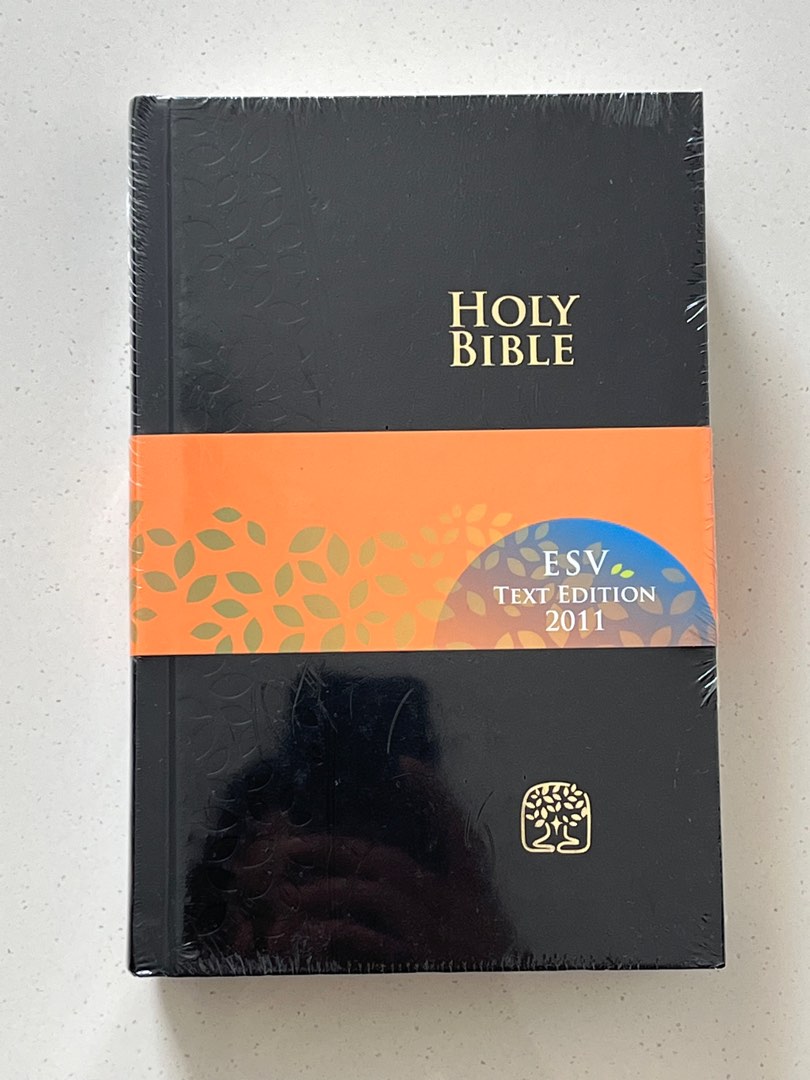 HOLY
BIBLE
ESV
TEXT EDITION
2011